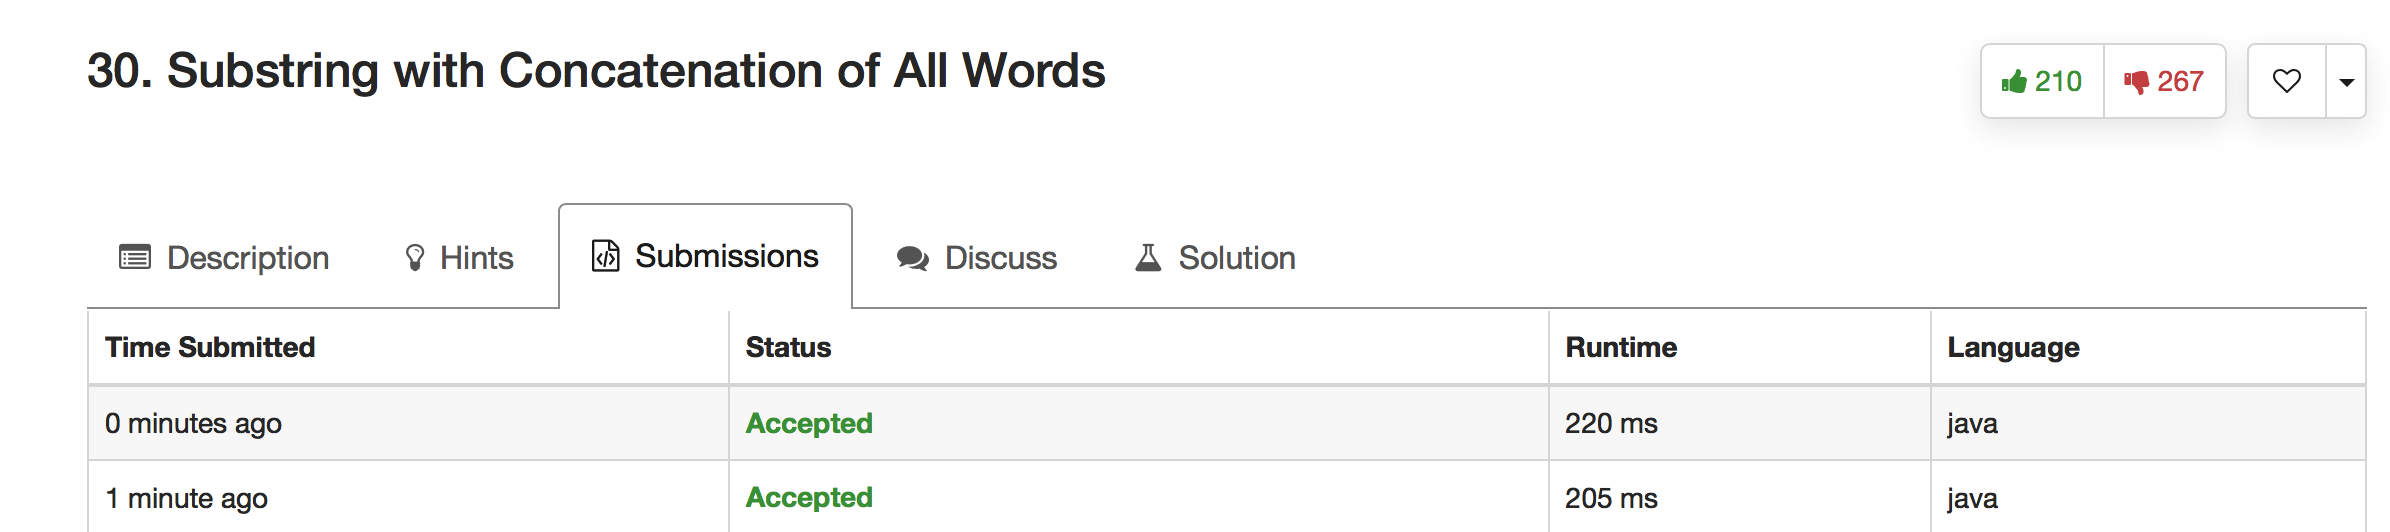 30. Substring with Concatenation of All Words
210 267
Description Hints Submissions Discuss Solution
Time Submitted Status Runtime Language
0 minutes ago Accepted 220 ms java
1 minute ago Accepted 205 ms java